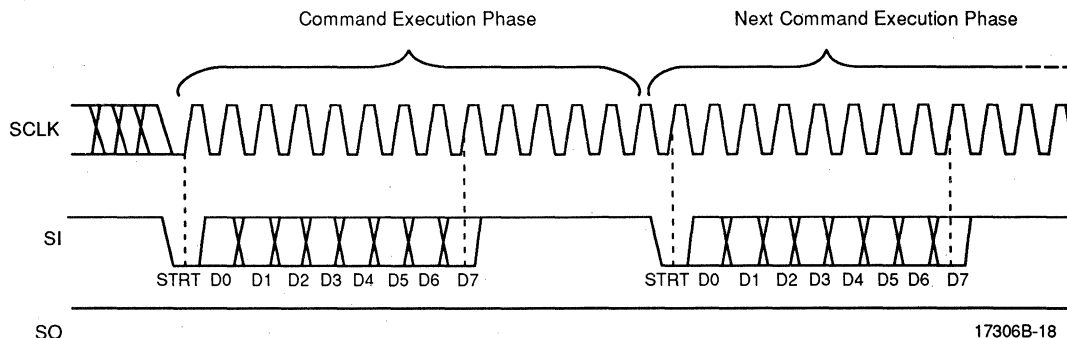 Command Execution Phase
Next Command Execution Phase
SCLK
SI
STRT D0 D1 D2 D3 D4 D5 D6 D7
STRT D0 D1 D2 D3 D4 D5 D6 D7
SO
17306B-18